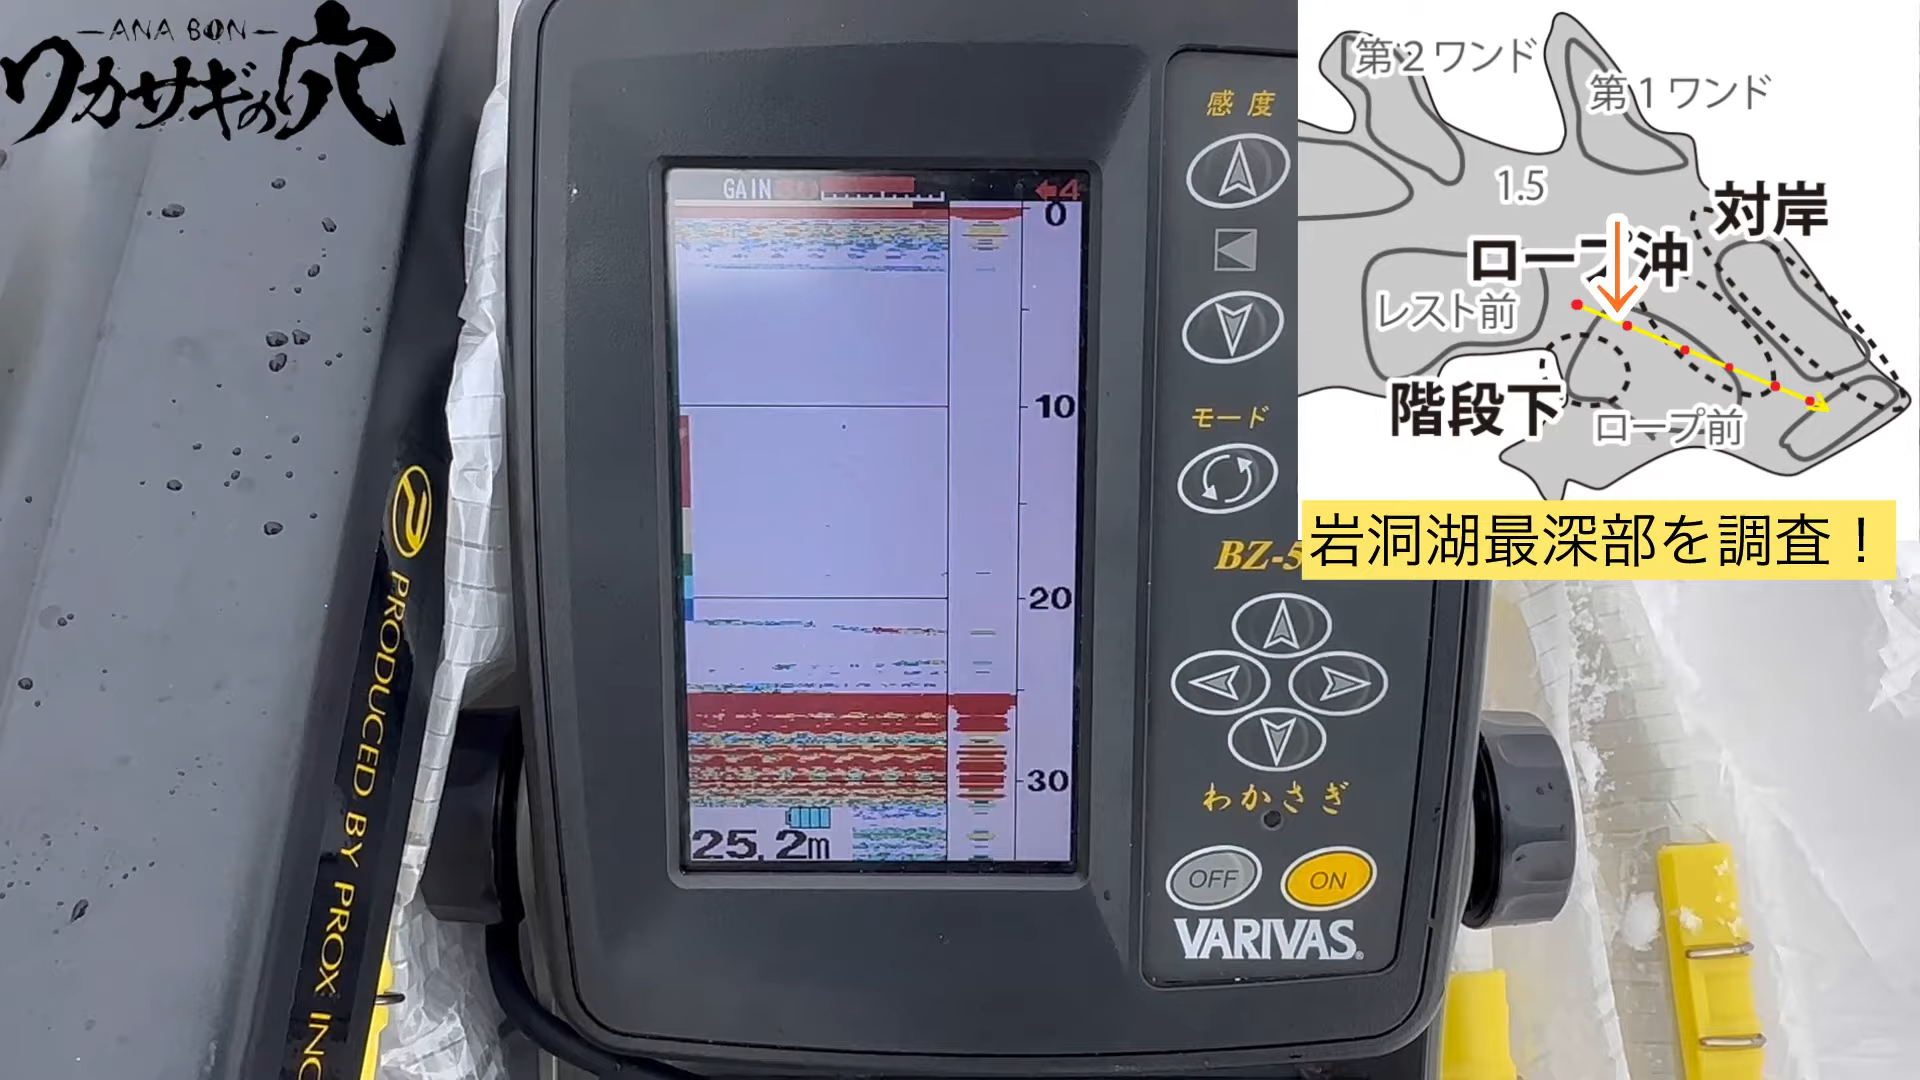 —ANA BON—
ワカサギの穴
PRODUCED BY PROX INC
GAIN
4
0
10
20
30
25.2m
感度
モード
BZ-5
わかさぎ
OFF
ON
VARIVAS
第2ワンド
第1ワンド
1.5
対岸
ロープ沖
レスト前
階段下
ロープ前
岩洞湖最深部を調査！